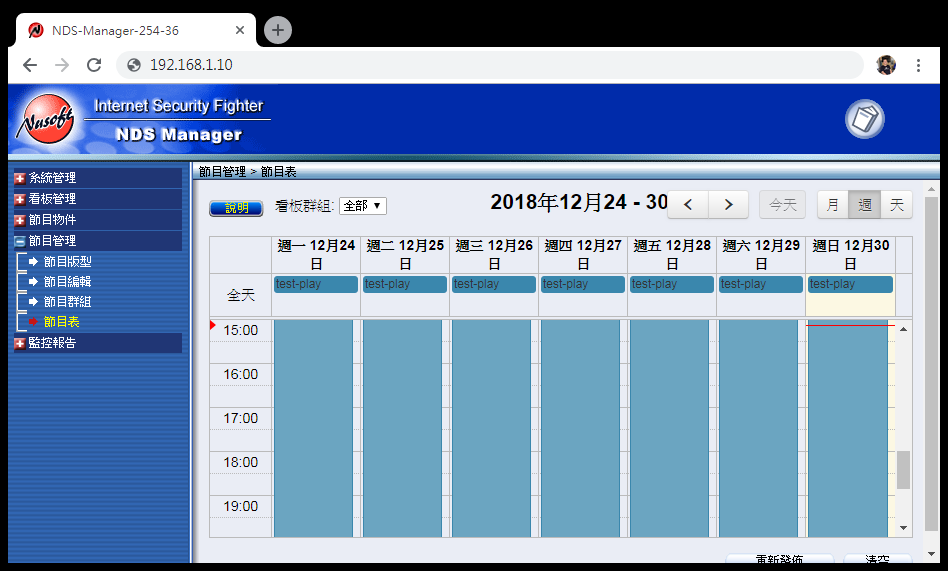 NDS-Manager-254-36
192.168.1.10
Nusoft
Internet Security Fighter
NDS Manager
系統管理
看板管理
節目物件
節目管理
節目版型
節目編輯
節目群組
節目表
監控報告
節目管理 > 節目表
說明 看板群組: 全部
2018年12月24 - 30
今天 月 週 天
週一 12月24日 週二 12月25日 週三 12月26日 週四 12月27日 週五 12月28日 週六 12月29日 週日 12月30日
全天 test-play test-play test-play test-play test-play test-play test-play
15:00
16:00
17:00
18:00
19:00
重新發佈 清空